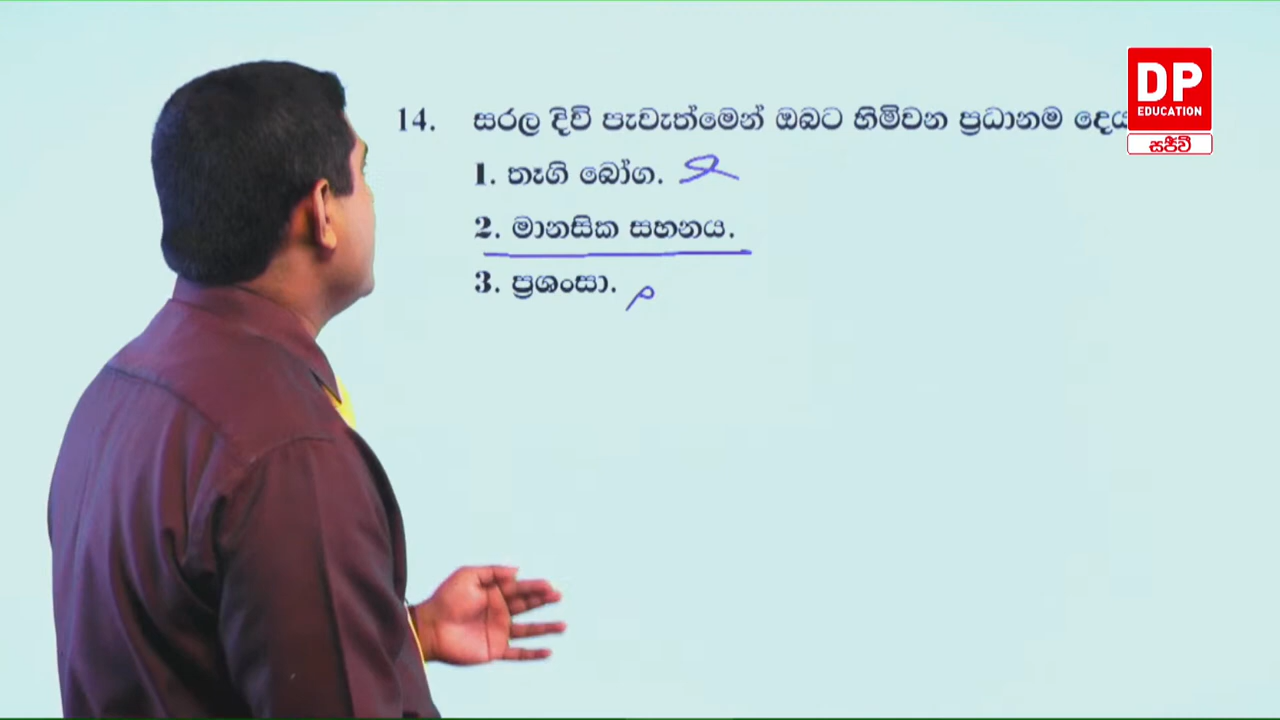 DP
EDUCATION
සජීවී
14. සරල දිවි පැවැත්මෙන් ඔබට හිමිවන ප්‍රධානම දෙය
1. තෑගි බෝග.
2. මානසික සහනය.
3. ප්‍රශංසා.